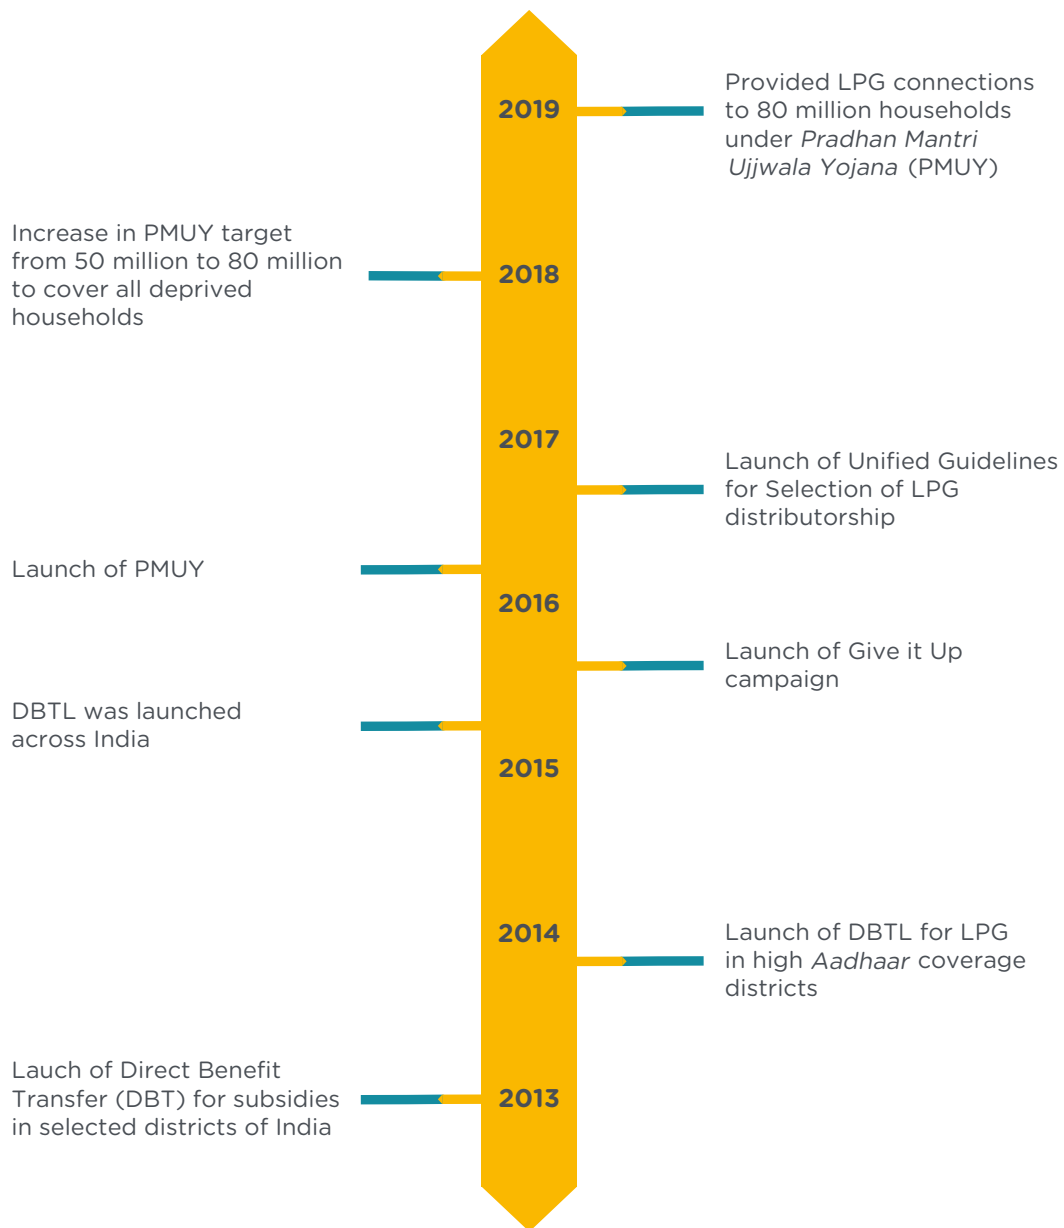 2019
Provided LPG connections
to 80 million households
under Pradhan Mantri
Ujjwala Yojana (PMUY)
Increase in PMUY target
from 50 million to 80 million
to cover all deprived
households
2018
2017
Launch of Unified Guidelines
for Selection of LPG
distributorship
Launch of PMUY
2016
Launch of Give it Up
campaign
DBTL was launched
across India
2015
2014
Launch of DBTL for LPG
in high Aadhaar coverage
districts
Lauch of Direct Benefit
Transfer (DBT) for subsidies
in selected districts of India
2013